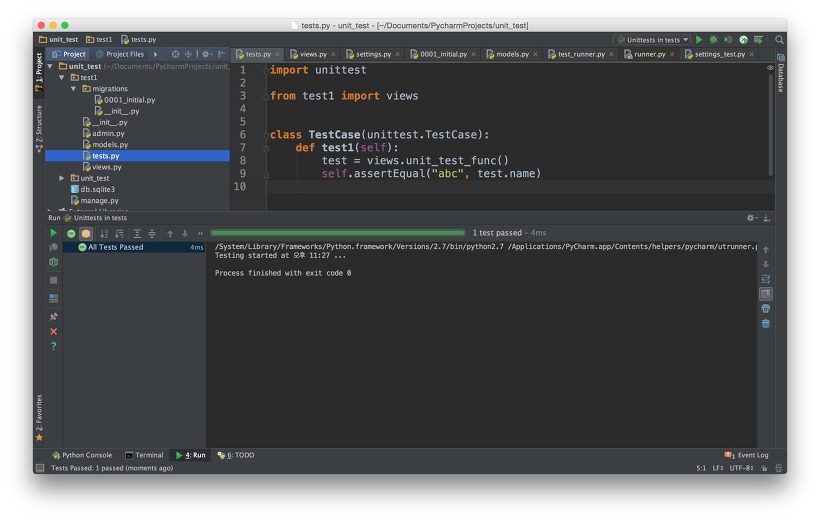 tests.py - unit_test - [~/Documents/PycharmProjects/unit_test]
unit_test test1 tests.py Unittests in tests
1: Project
Z: Structure
2: Favorites
Database
Project Project Files
tests.py views.py settings.py 0001_initial.py models.py test_runner.py runner.py settings_test.py
unit_test (~/Documents/PycharmProjects/unit_
test1
migrations
0001_initial.py
__init__.py
__init__.py
admin.py
models.py
tests.py
views.py
unit_test
db.sqlite3
manage.py
1 import unittest
2
3 from test1 import views
4
5
6 class TestCase(unittest.TestCase):
7 def test1(self):
8 test = views.unit_test_func()
9 self.assertEqual("abc", test.name)
10
Run Unittests in tests
1 test passed - 4ms
All Tests Passed 4ms
/System/Library/Frameworks/Python.framework/Versions/2.7/bin/python2.7 /Applications/PyCharm.app/Contents/helpers/pycharm/utrunner.p
Testing started at 오후 11:27 ...
Process finished with exit code 0
Python Console Terminal 4: Run 6: TODO 1 Event Log
Tests Passed: 1 passed (moments ago) 5:1 LF UTF-8